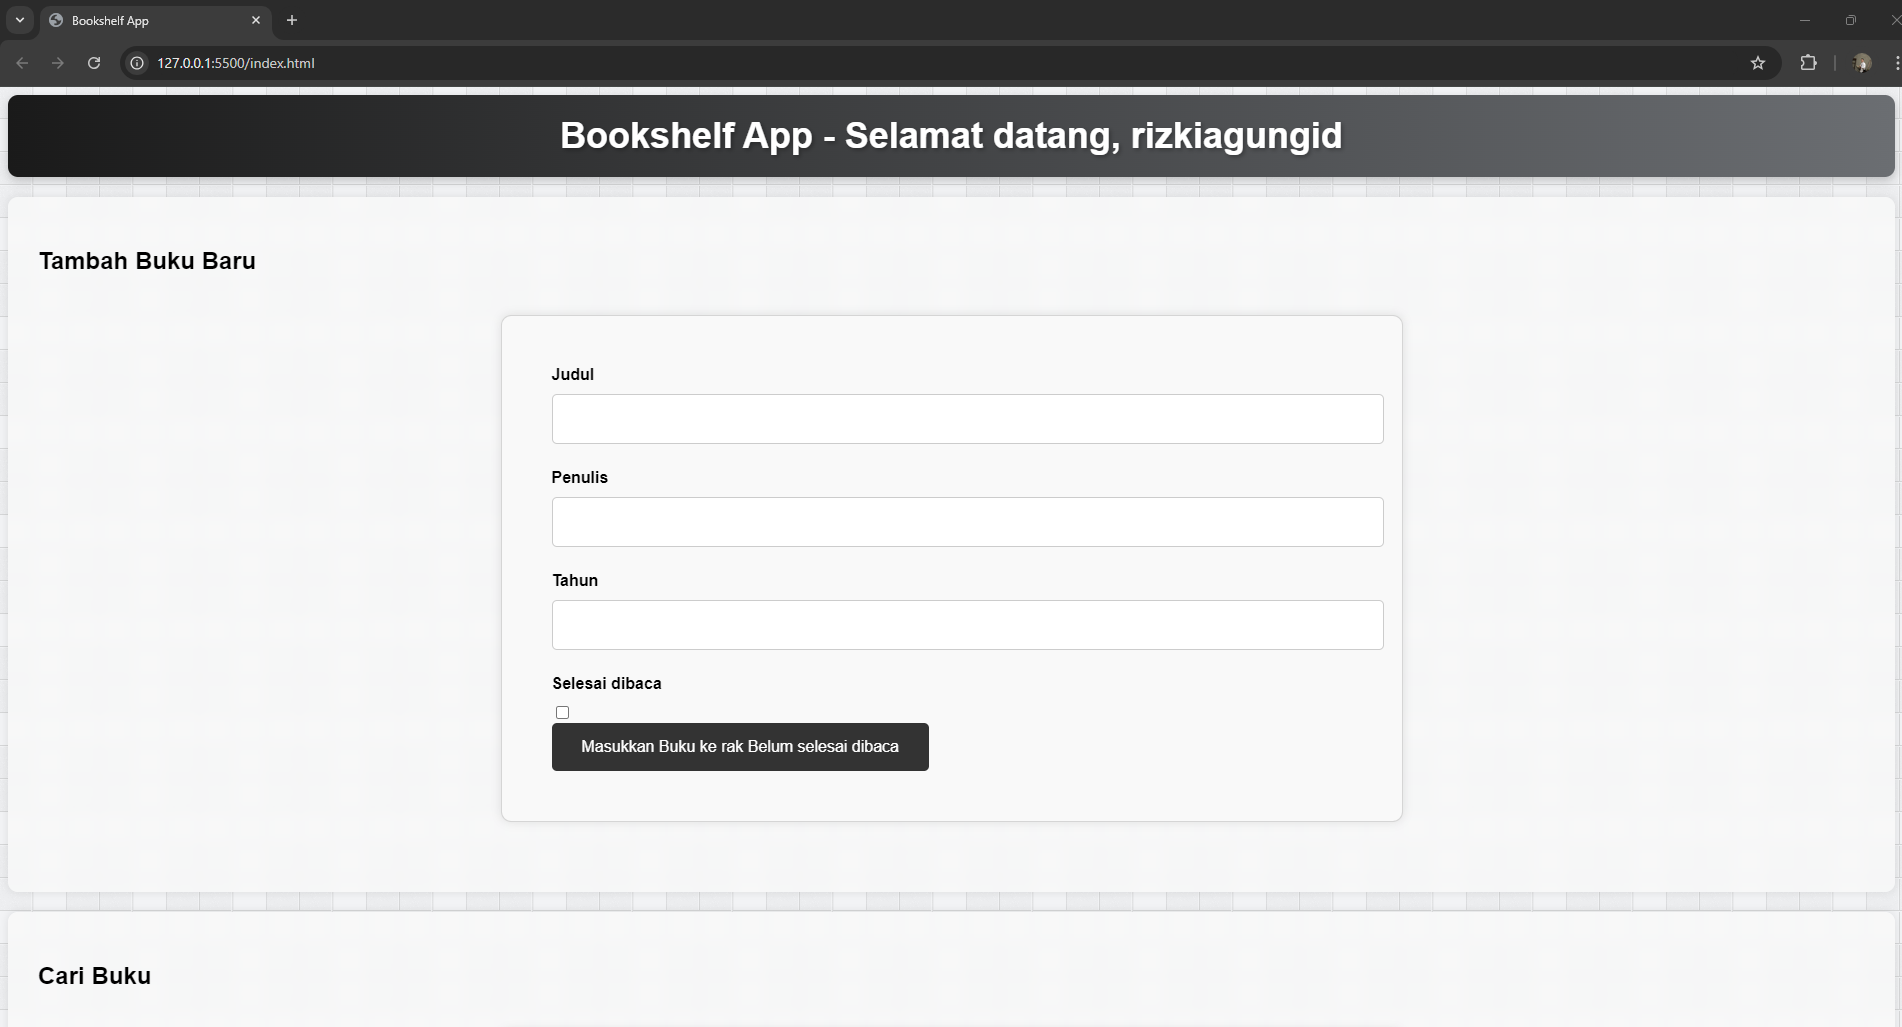 Bookshelf App
127.0.0.1:5500/index.html
Bookshelf App - Selamat datang, rizkiagungid
Tambah Buku Baru
Judul
Penulis
Tahun
Selesai dibaca
Masukkan Buku ke rak Belum selesai dibaca
Cari Buku